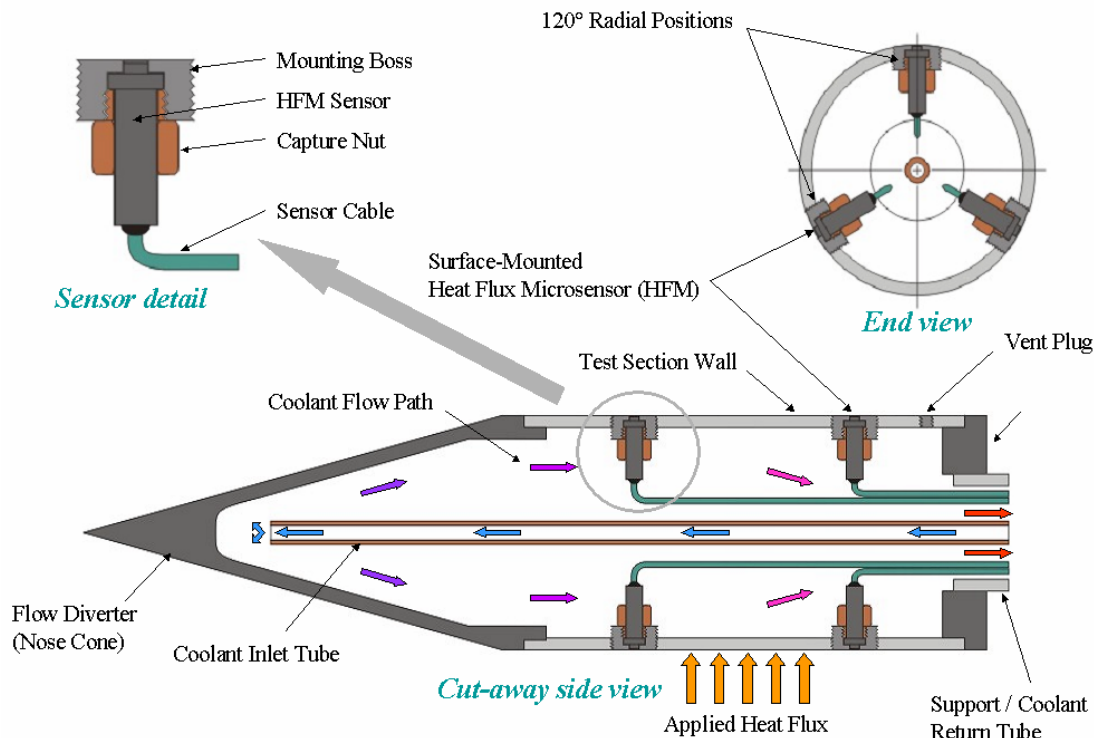 120° Radial Positions
Mounting Boss
HFM Sensor
Capture Nut
Sensor Cable
Sensor detail
Surface-Mounted
Heat Flux Microsensor (HFM)
End view
Vent Plug
Test Section Wall
Coolant Flow Path
Flow Diverter
(Nose Cone)
Coolant Inlet Tube
Cut-away side view
Applied Heat Flux
Support / Coolant
Return Tube